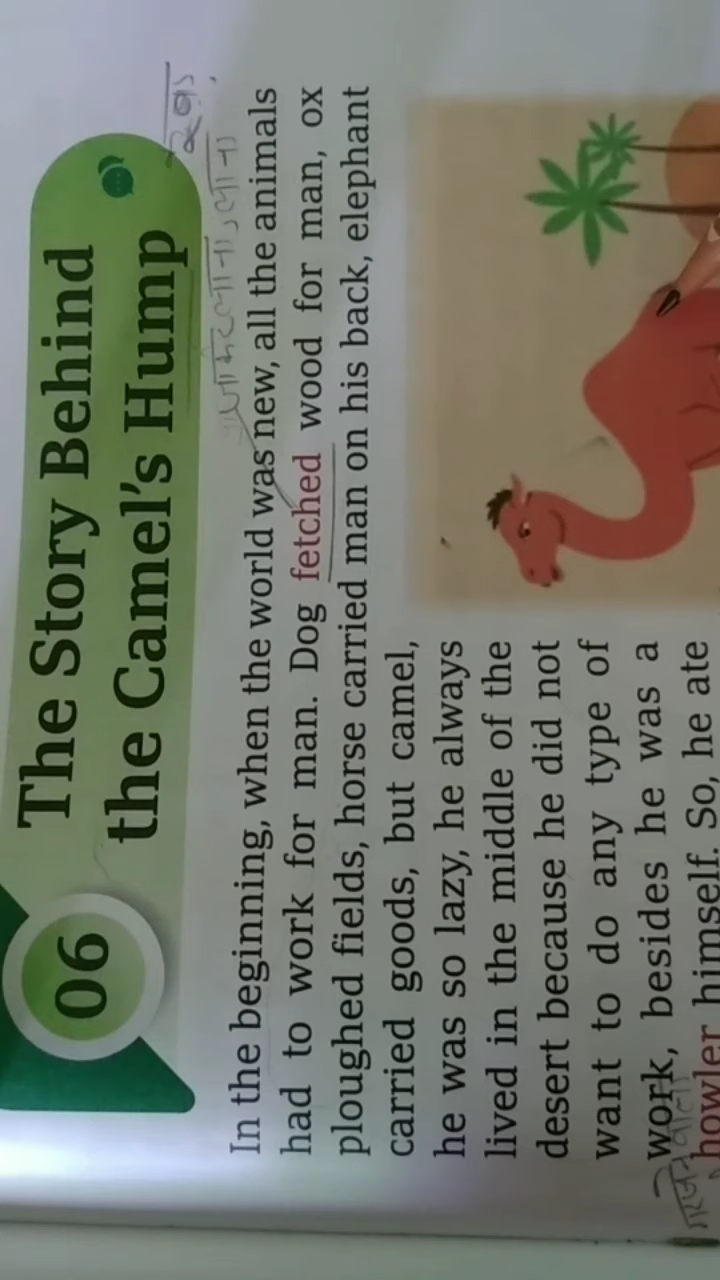 06
The Story Behind
the Camel's Hump
In the beginning, when the world was new, all the animals
had to work for man. Dog fetched wood for man, ox
ploughed fields, horse carried man on his back, elephant
carried goods, but camel,
he was so lazy, he always
lived in the middle of the
desert because he did not
want to do any type of
work, besides he was a
howler himself. So, he ate